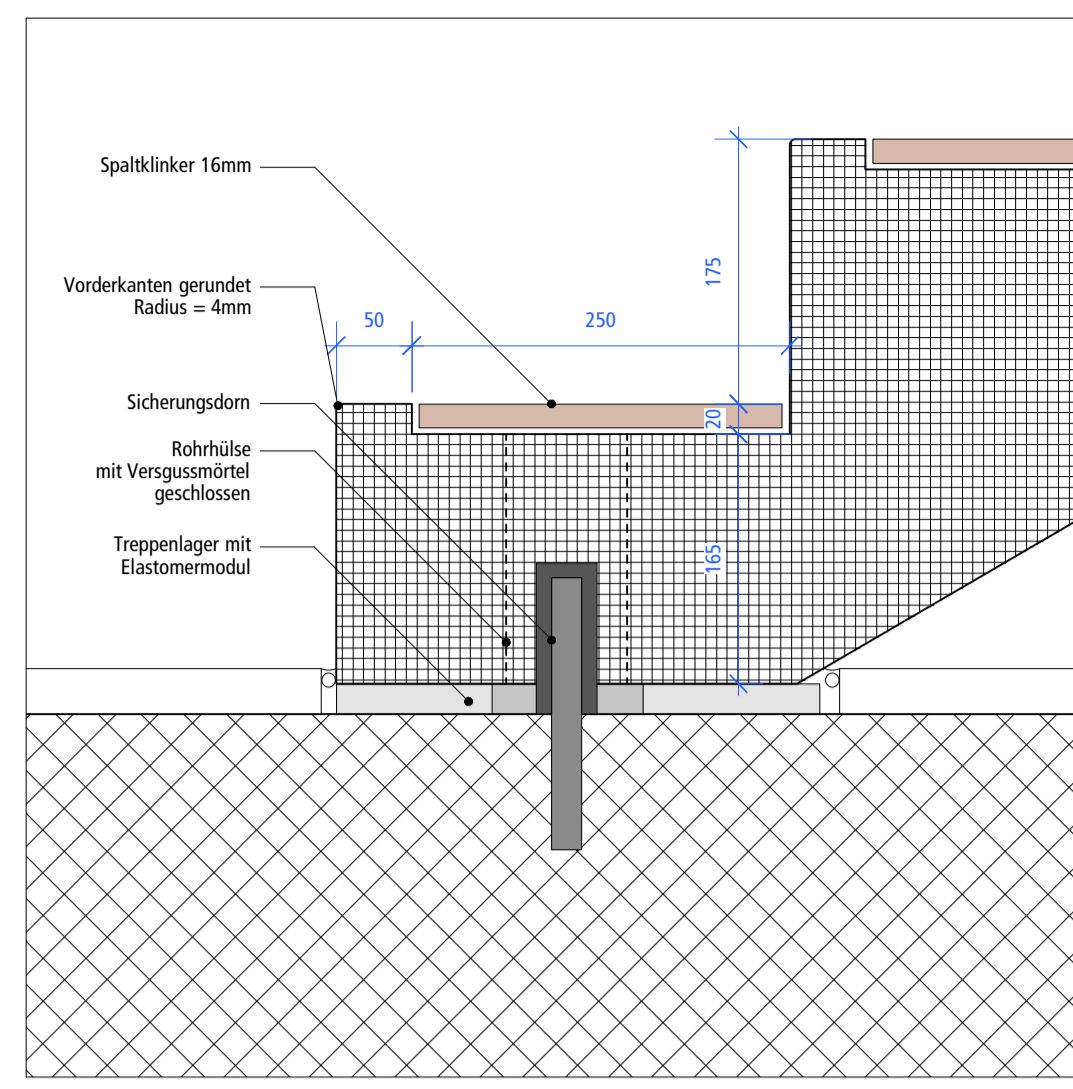 Spaltklinker 16mm
Vorderkanten gerundet
Radius = 4mm
Sicherungsdorn
Rohrhülse
mit Versgussmörtel
geschlossen
Treppenlager mit
Elastomermodul
50
250
175
20
165